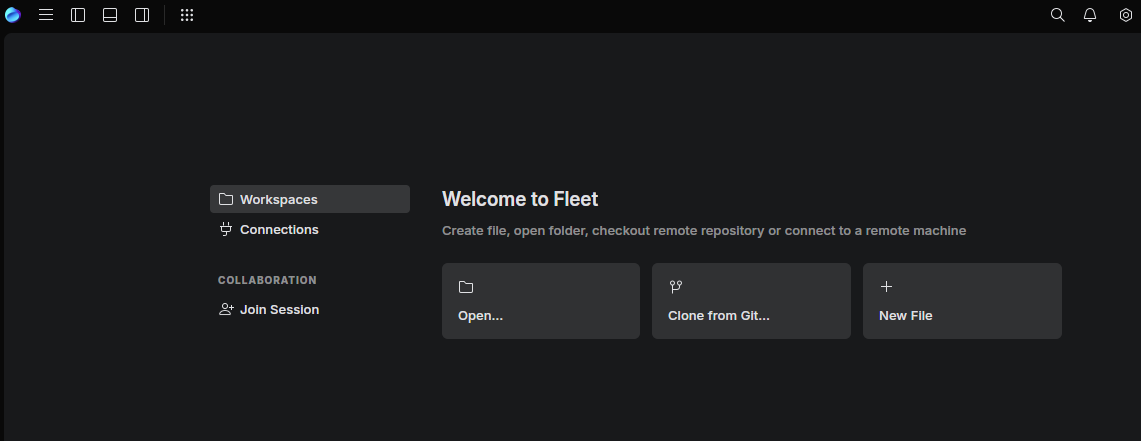 Workspaces
Connections
COLLABORATION
Join Session
Welcome to Fleet
Create file, open folder, checkout remote repository or connect to a remote machine
Open...
Clone from Git...
New File